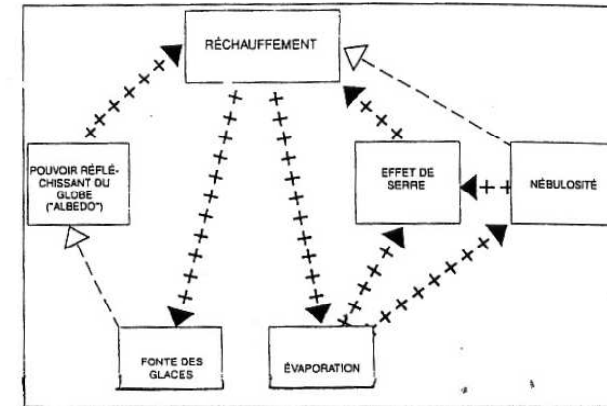 RÉCHAUFFEMENT
POUVOIR RÉFLÉ-
CHISSANT DU
GLOBE
("ALBEDO")
EFFET DE
SERRE
NÉBULOSITÉ
FONTE DES
GLACES
ÉVAPORATION